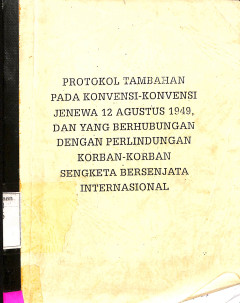 PROTOKOL TAMBAHAN
PADA KONVENSI-KONVENSI
JENEWA 12 AGUSTUS 1949,
DAN YANG BERHUBUNGAN
DENGAN PERLINDUNGAN
KORBAN-KORBAN
SENGKETA BERSENJATA
INTERNASIONAL